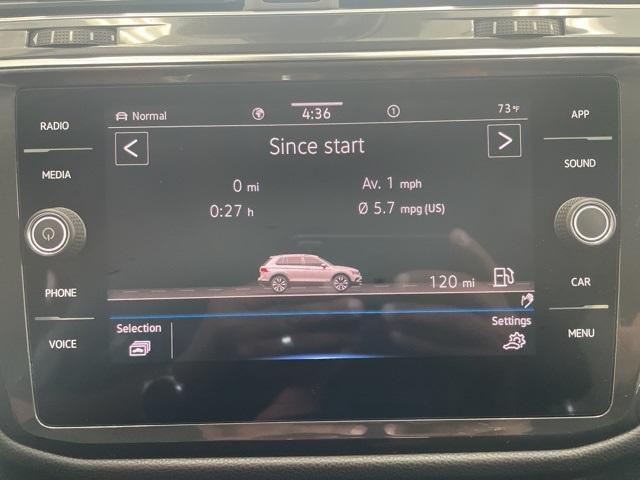 RADIO
MEDIA
PHONE
VOICE
Normal
4:36
1
73°F
<
Since start
>
0 mi
Av. 1 mph
0:27 h
Ø 5.7 mpg (US)
120 mi
Selection
Settings
APP
SOUND
CAR
MENU